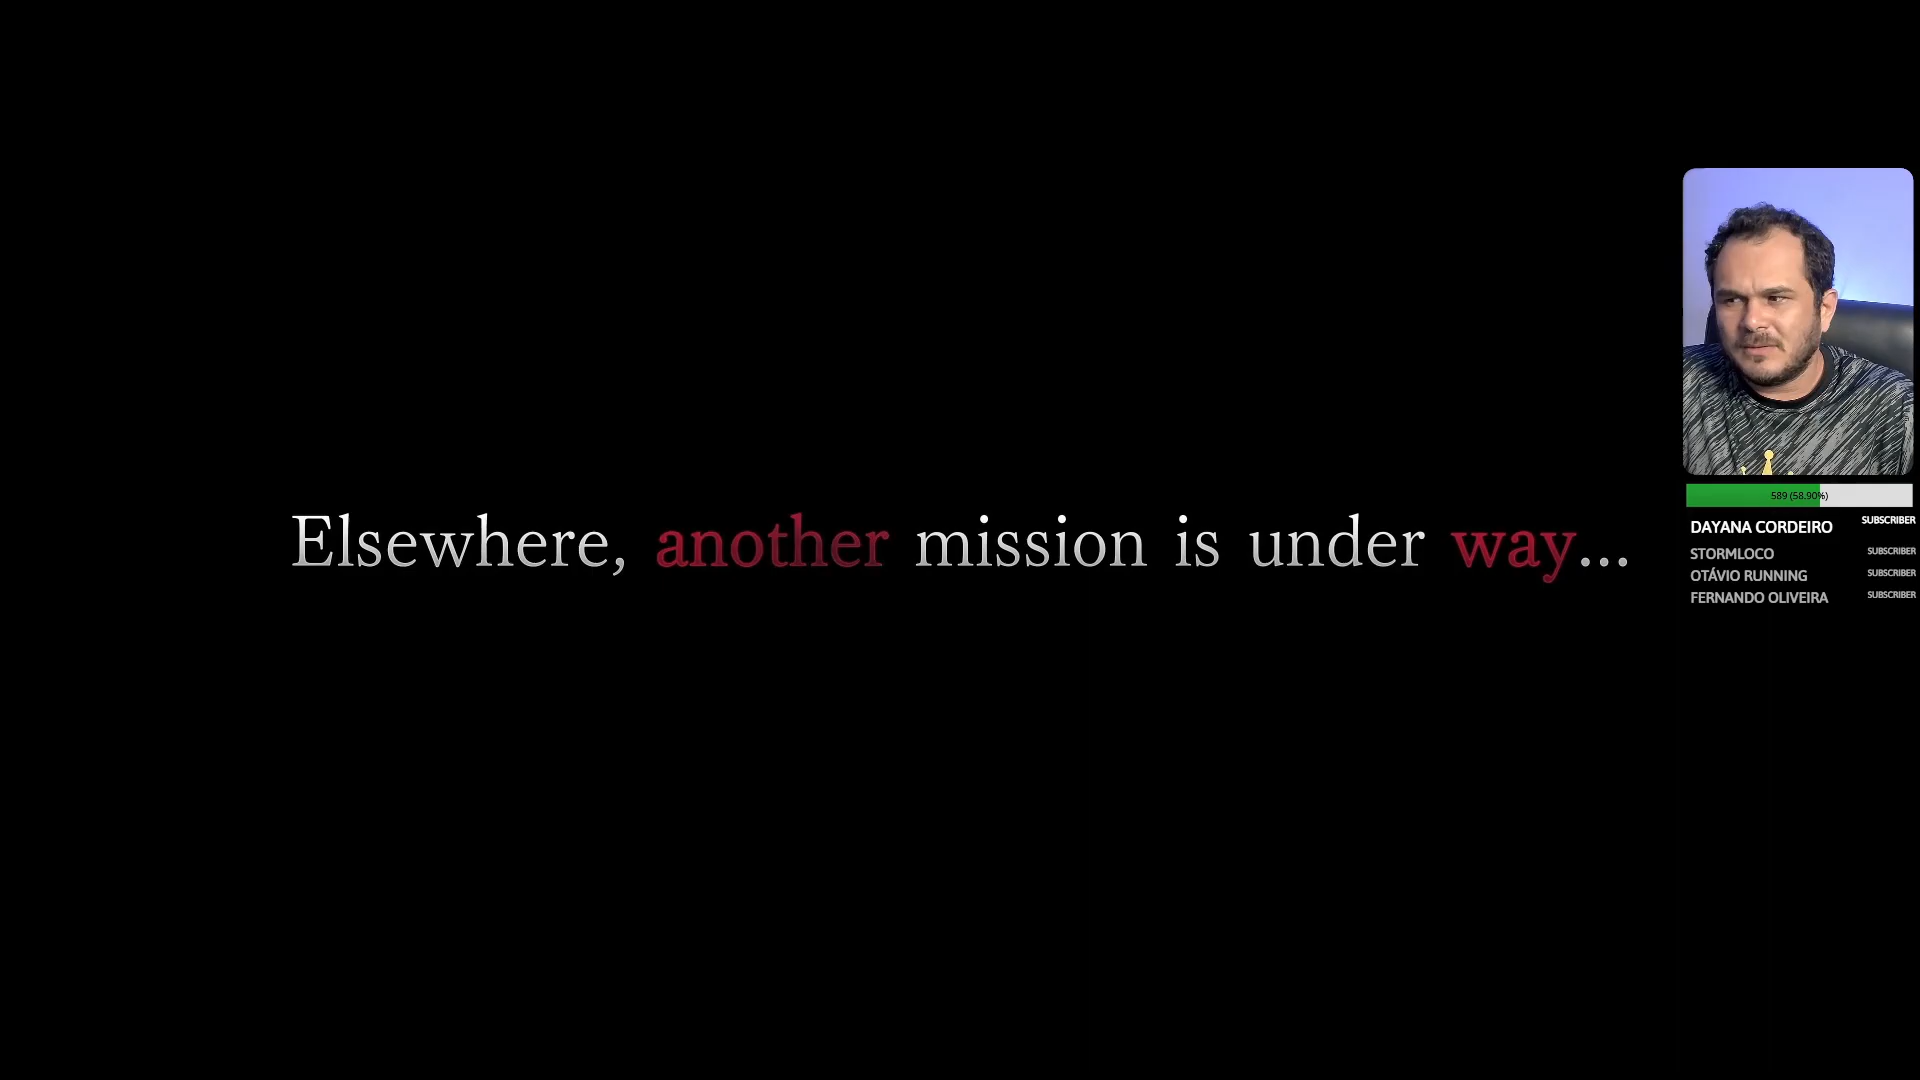 Elsewhere, another mission is under way...
589 (58.90%)
DAYANA CORDEIRO SUBSCRIBER
STORMLOCO SUBSCRIBER
OTÁVIO RUNNING SUBSCRIBER
FERNANDO OLIVEIRA SUBSCRIBER